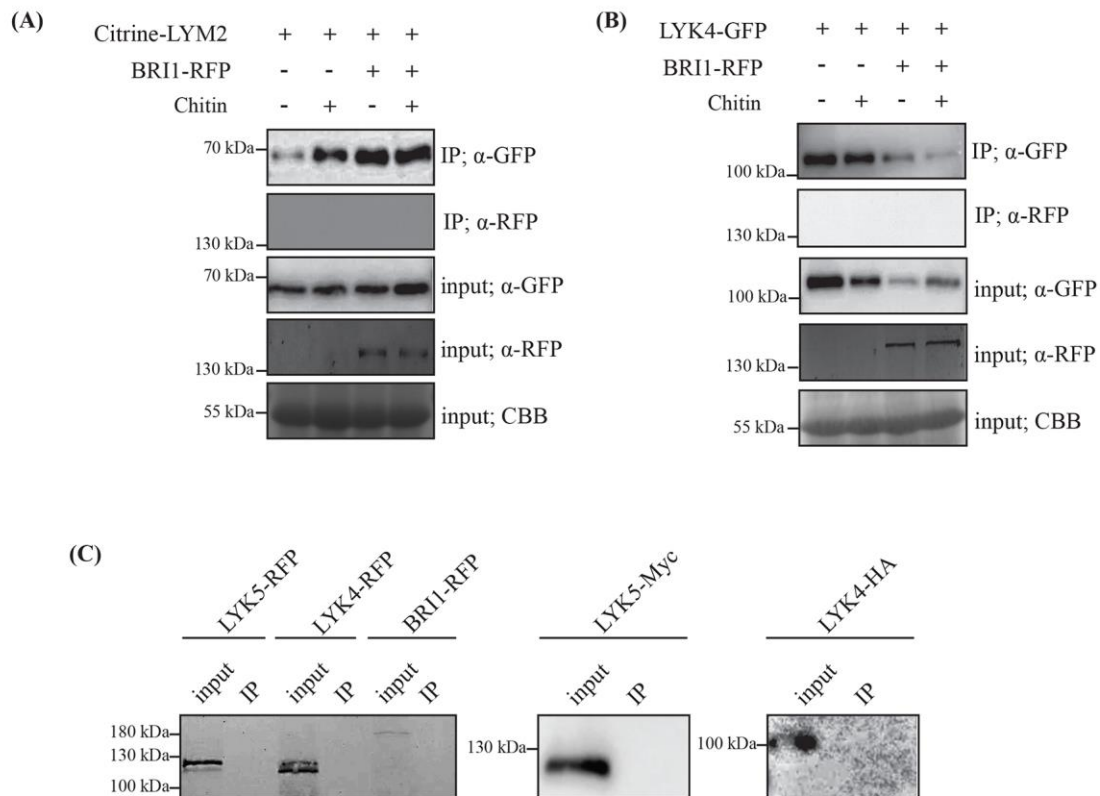 (A)
Citrine-LYM2 + + + +
BRI1-RFP - - + +
Chitin - + - +
70 kDa IP; α-GFP
IP; α-RFP
130 kDa
70 kDa input; α-GFP
input; α-RFP
130 kDa
55 kDa input; CBB
(B)
LYK4-GFP + + + +
BRI1-RFP - - + +
Chitin - + - +
IP; α-GFP
100 kDa
IP; α-RFP
130 kDa
input; α-GFP
100 kDa
input; α-RFP
130 kDa
55 kDa input; CBB
(C)
LYK5-RFP LYK4-RFP BRI1-RFP
input IP input IP input IP
180 kDa
130 kDa
100 kDa
LYK5-Myc
input IP
130 kDa
LYK4-HA
input IP
100 kDa